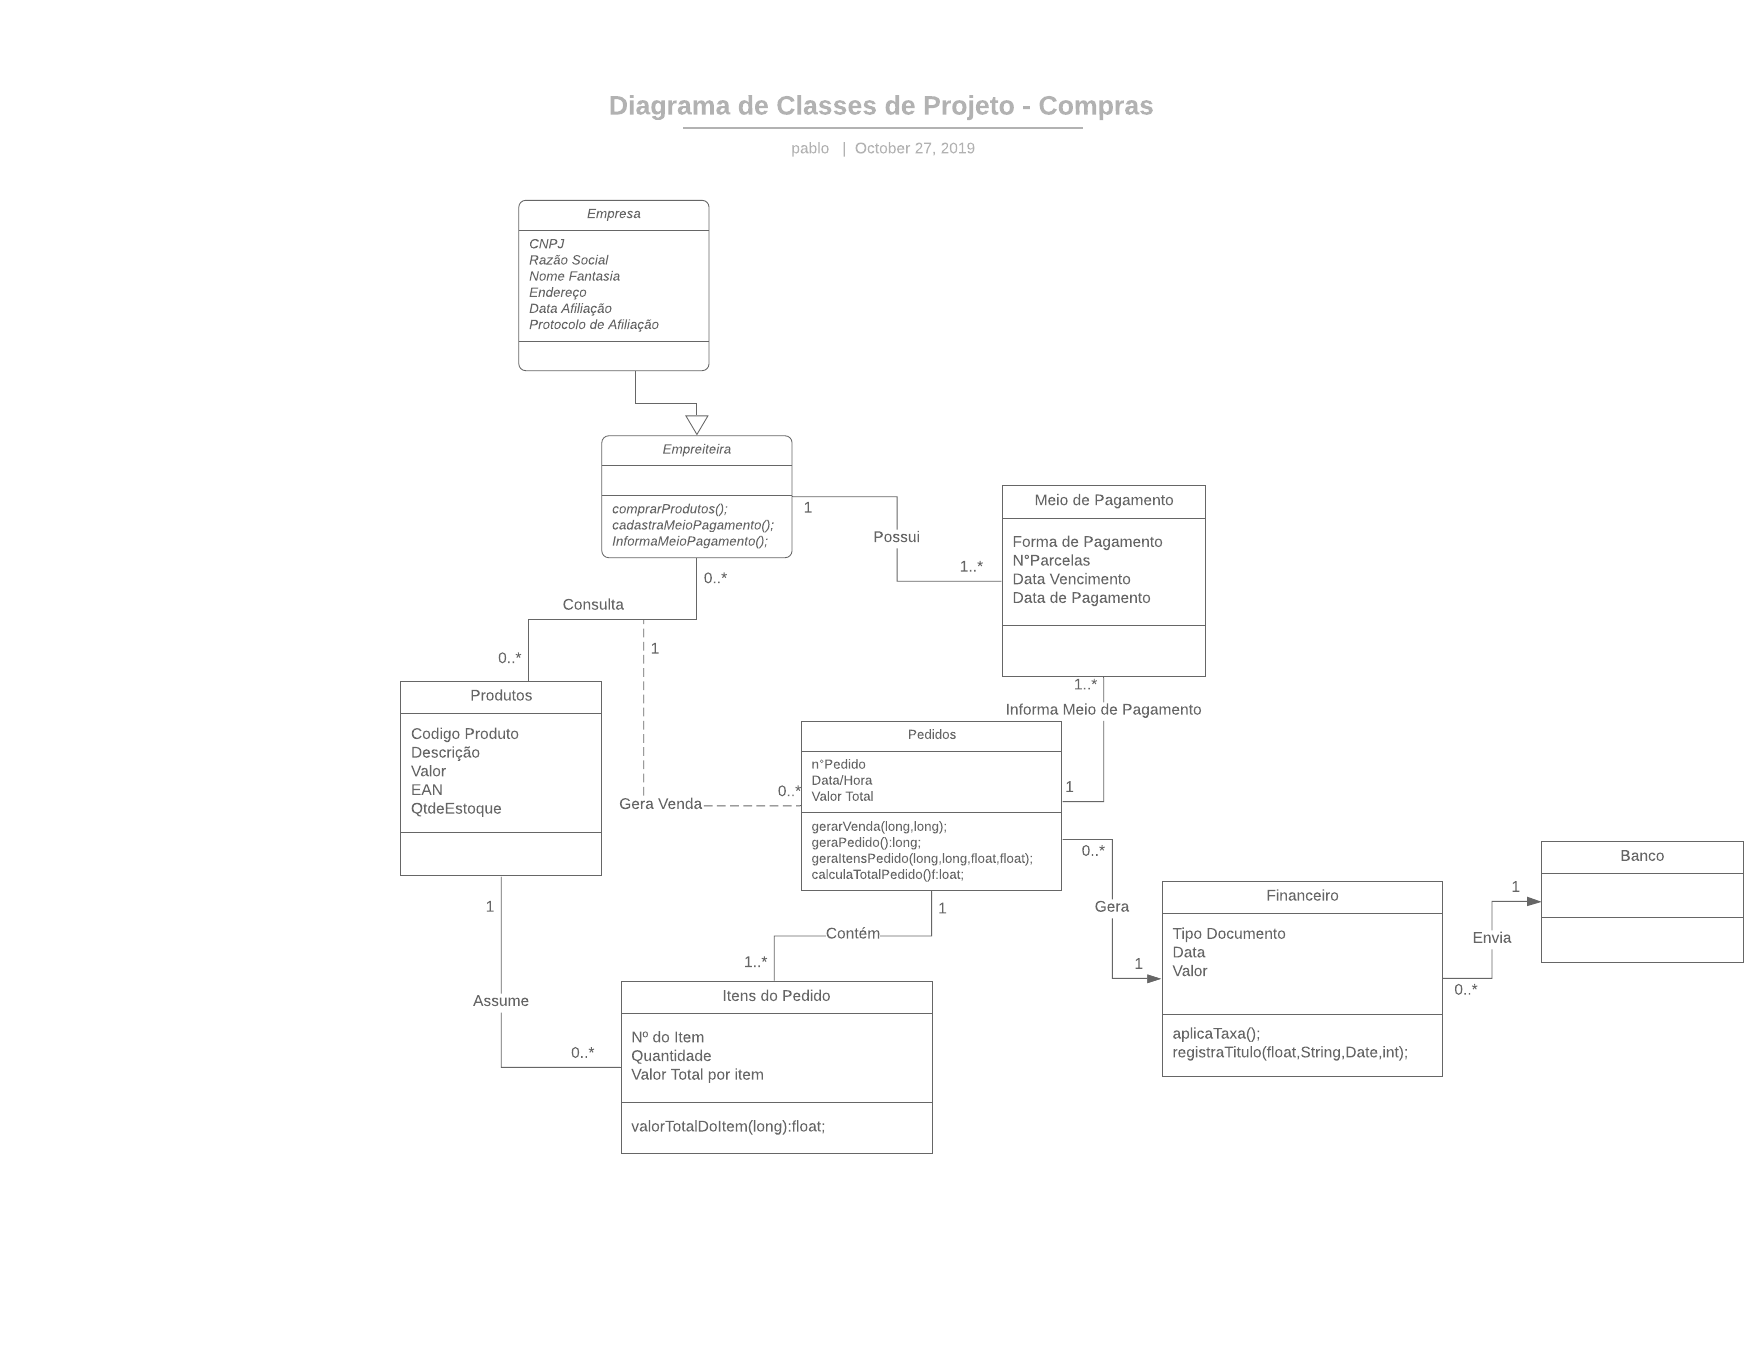 Diagrama de Classes de Projeto - Compras
pablo | October 27, 2019
Empresa
CNPJ
Razão Social
Nome Fantasia
Endereço
Data Afiliação
Protocolo de Afiliação
Empreiteira
comprarProdutos();
cadastraMeioPagamento();
InformaMeioPagamento();
1
Possui
1..*
Meio de Pagamento
Forma de Pagamento
N°Parcelas
Data Vencimento
Data de Pagamento
0..*
Consulta
0..*
1
Gera Venda
0..*
Produtos
Codigo Produto
Descrição
Valor
EAN
QtdeEstoque
1..*
Informa Meio de Pagamento
1
Pedidos
n°Pedido
Data/Hora
Valor Total
gerarVenda(long,long);
geraPedido():long;
geraItensPedido(long,long,float,float);
calculaTotalPedido()f:loat;
0..*
Gera
1
Financeiro
Tipo Documento
Data
Valor
aplicaTaxa();
registraTitulo(float,String,Date,int);
1
Envia
0..*
Banco
1
Contém
1..*
1
Assume
0..*
Itens do Pedido
Nº do Item
Quantidade
Valor Total por item
valorTotalDoItem(long):float;